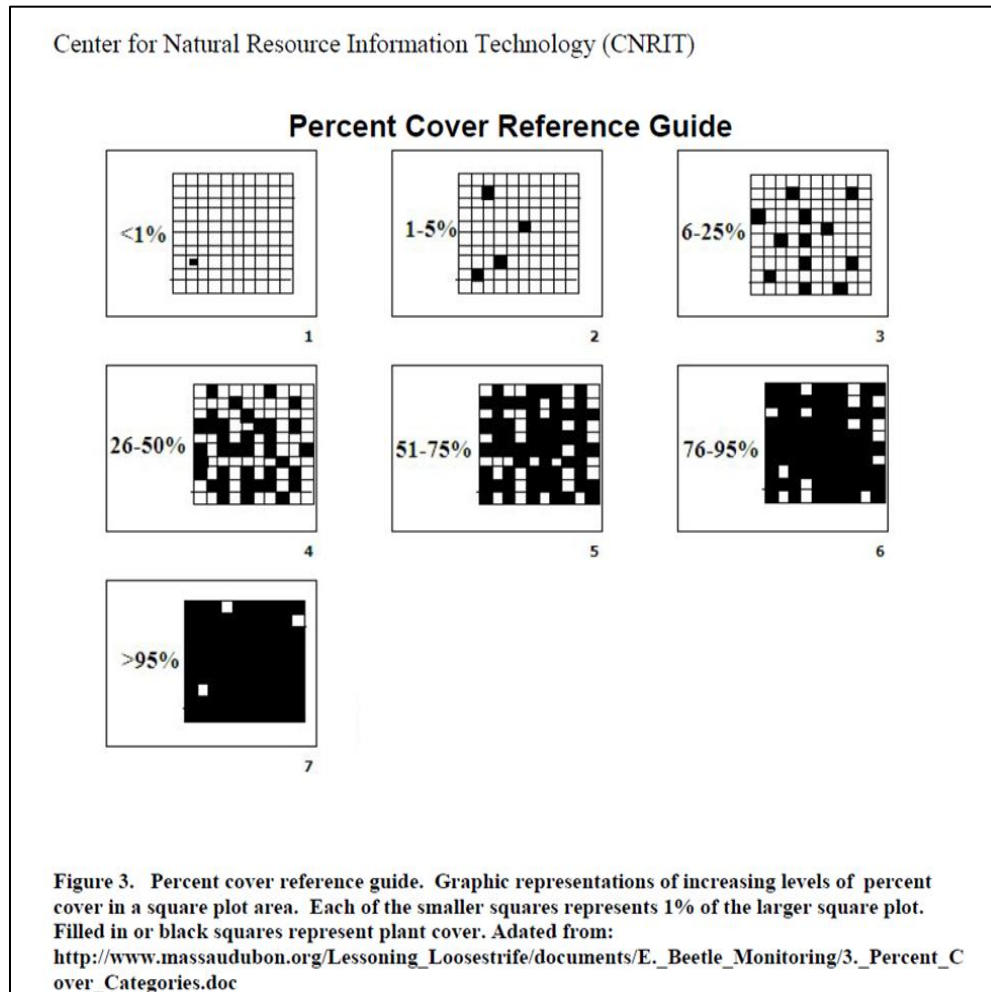 Center for Natural Resource Information Technology (CNRIT)
Percent Cover Reference Guide
<1%
1
1-5%
2
6-25%
3
26-50%
4
51-75%
5
76-95%
6
>95%
7
Figure 3. Percent cover reference guide. Graphic representations of increasing levels of percent
cover in a square plot area. Each of the smaller squares represents 1% of the larger square plot.
Filled in or black squares represent plant cover. Adated from:
http://www.massaudubon.org/Lessoning_Loosestrife/documents/E._Beetle_Monitoring/3._Percent_C
over_Categories.doc